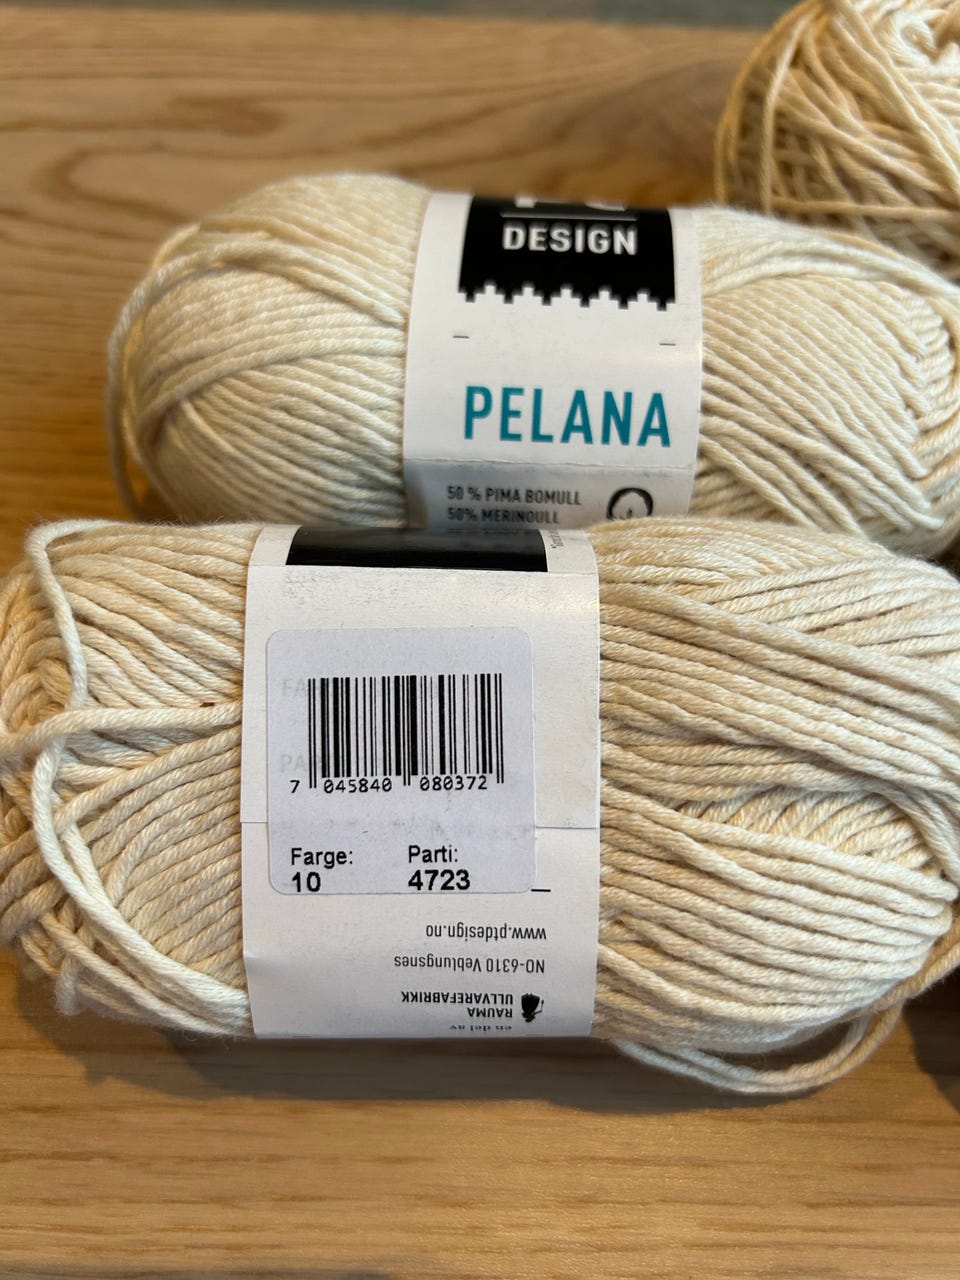 DESIGN
PELANA
50 % PIMA BOMULL
50% MERINOULL
7 045840 080372
Farge: Parti:
10 4723
www.ptdesign.no
NO-6310 Veblungsnes
RAUMA
ULLVAREFABRIKK
en del av